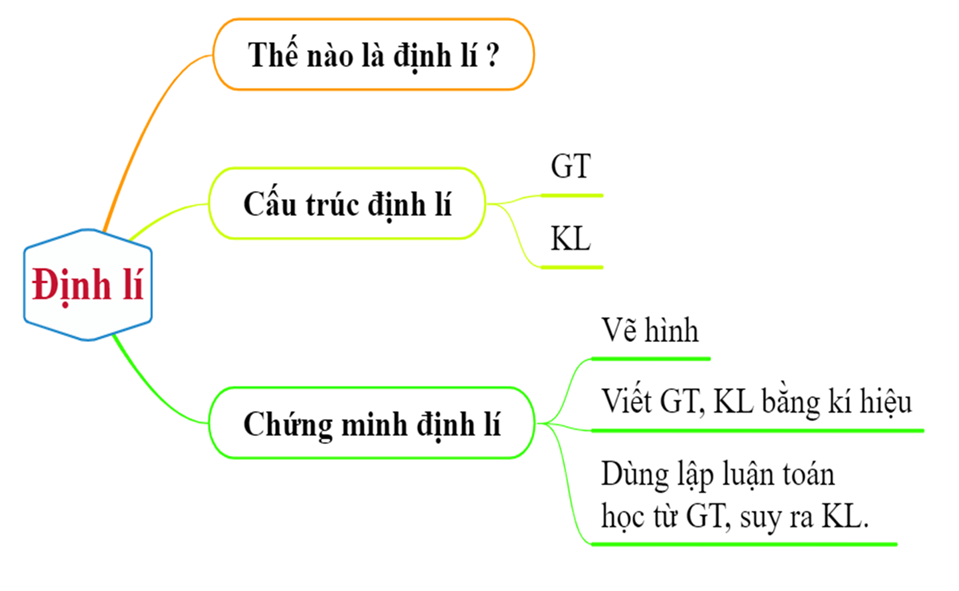 Thế nào là định lí ?
GT
Cấu trúc định lí
KL
Định lí
Vẽ hình
Viết GT, KL bằng kí hiệu
Chứng minh định lí
Dùng lập luận toán
học từ GT, suy ra KL.